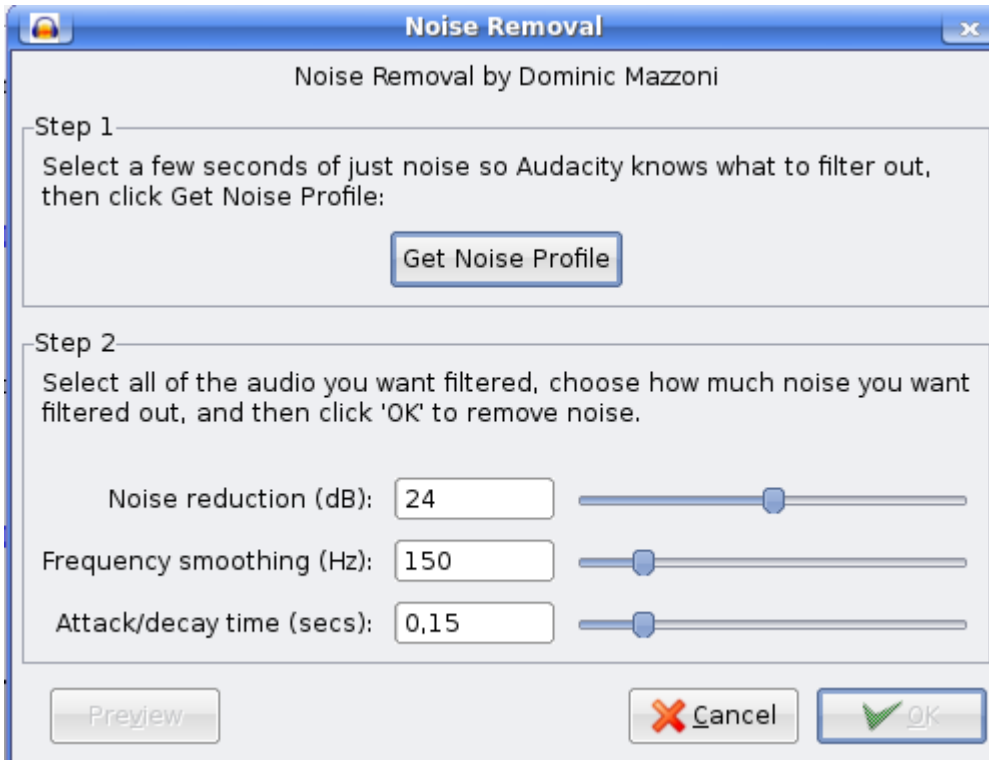 Noise Removal
Noise Removal by Dominic Mazzoni
Step 1
Select a few seconds of just noise so Audacity knows what to filter out,
then click Get Noise Profile:
Get Noise Profile
Step 2
Select all of the audio you want filtered, choose how much noise you want
filtered out, and then click 'OK' to remove noise.
Noise reduction (dB): 24
Frequency smoothing (Hz): 150
Attack/decay time (secs): 0,15
Preview Cancel OK